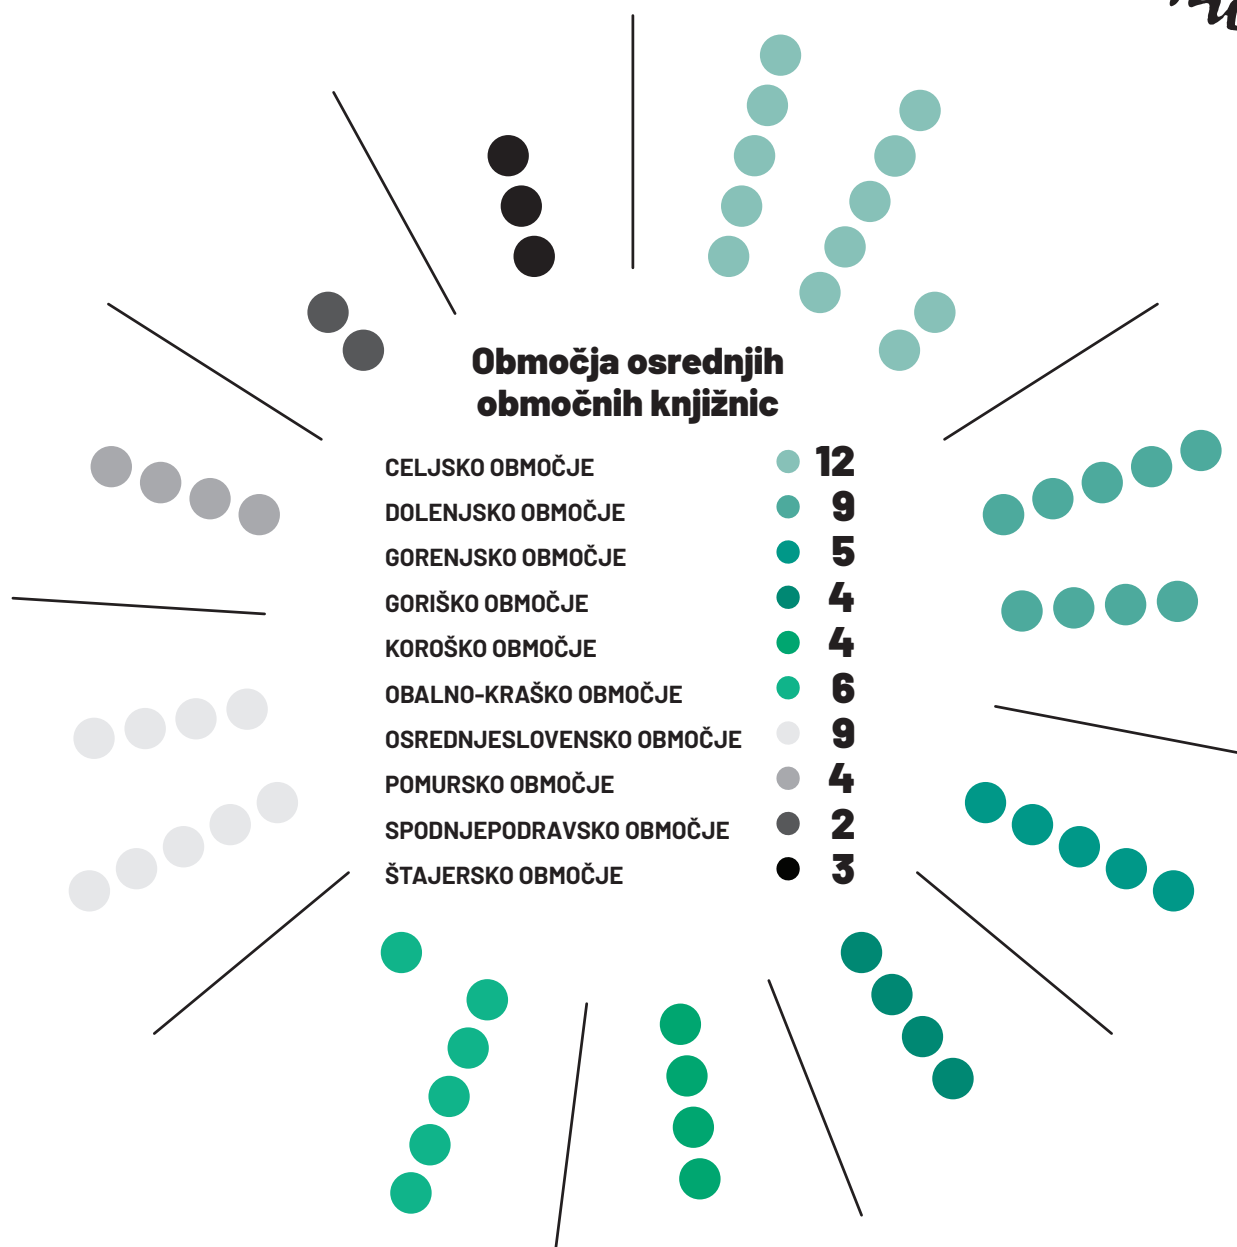 Območja osrednjih
območnih knjižnic
CELJSKO OBMOČJE 12
DOLENJSKO OBMOČJE 9
GORENJSKO OBMOČJE 5
GORIŠKO OBMOČJE 4
KOROŠKO OBMOČJE 4
OBALNO-KRAŠKO OBMOČJE 6
OSREDNJESLOVENSKO OBMOČJE 9
POMURSKO OBMOČJE 4
SPODNJEPODRAVSKO OBMOČJE 2
ŠTAJERSKO OBMOČJE 3